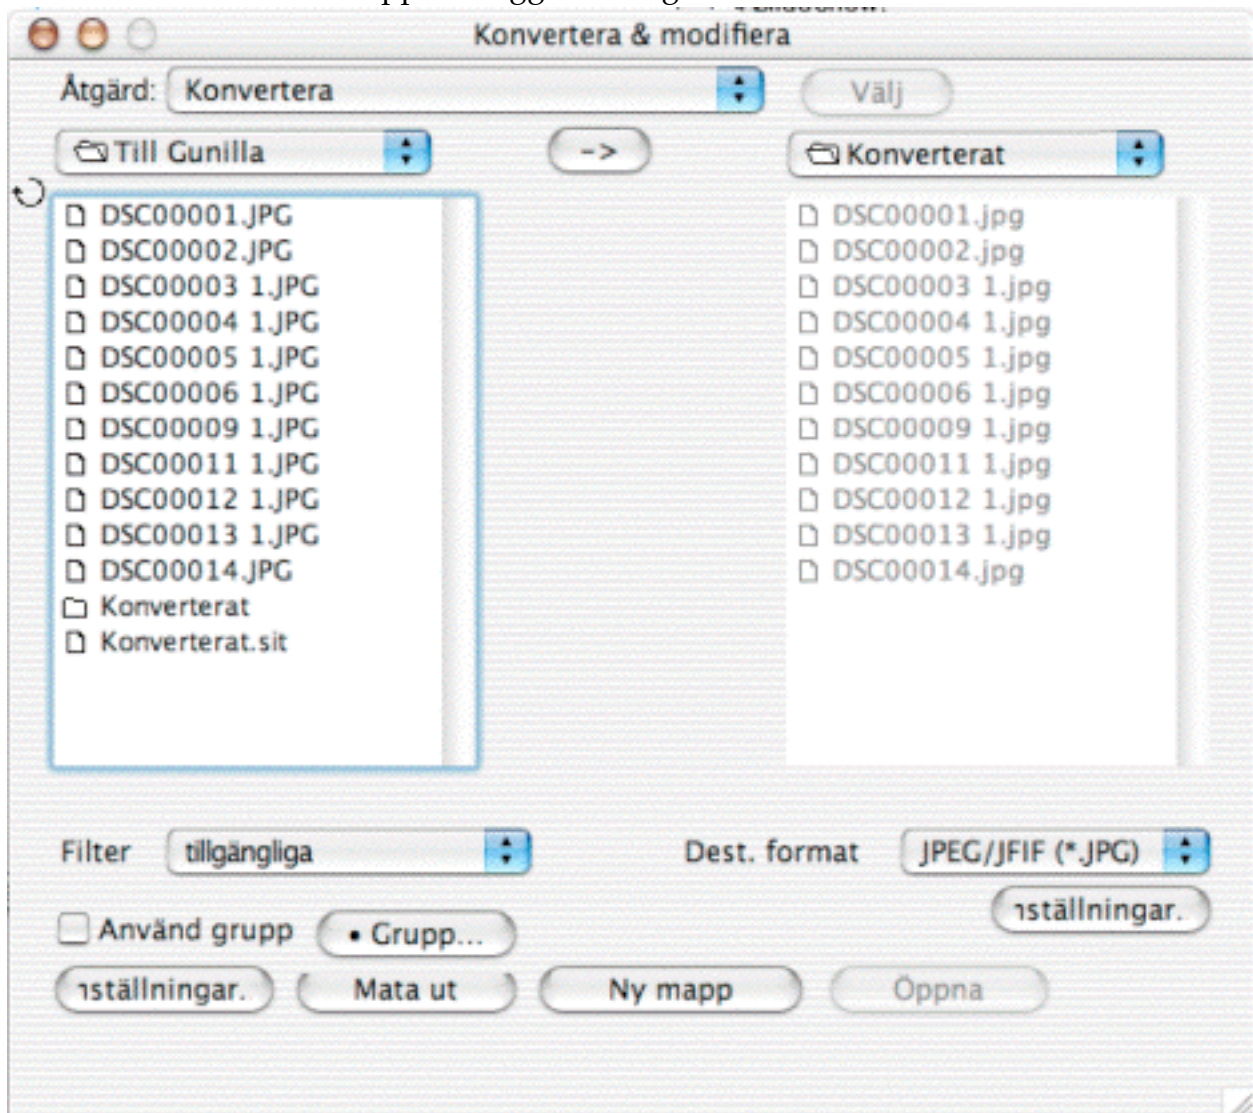 Konvertera & modifiera
Åtgärd: Konvertera Välj
Till Gunilla -> Konverterat
DSC00001.JPG DSC00001.jpg
DSC00002.JPG DSC00002.jpg
DSC00003 1.JPG DSC00003 1.jpg
DSC00004 1.JPG DSC00004 1.jpg
DSC00005 1.JPG DSC00005 1.jpg
DSC00006 1.JPG DSC00006 1.jpg
DSC00009 1.JPG DSC00009 1.jpg
DSC00011 1.JPG DSC00011 1.jpg
DSC00012 1.JPG DSC00012 1.jpg
DSC00013 1.JPG DSC00013 1.jpg
DSC00014.JPG DSC00014.jpg
Konverterat
Konverterat.sit
Filter tillgängliga Dest. format JPEG/JFIF (*.JPG)
ställningar.
Använd grupp • Grupp...
ställningar. Mata ut Ny mapp Öppna